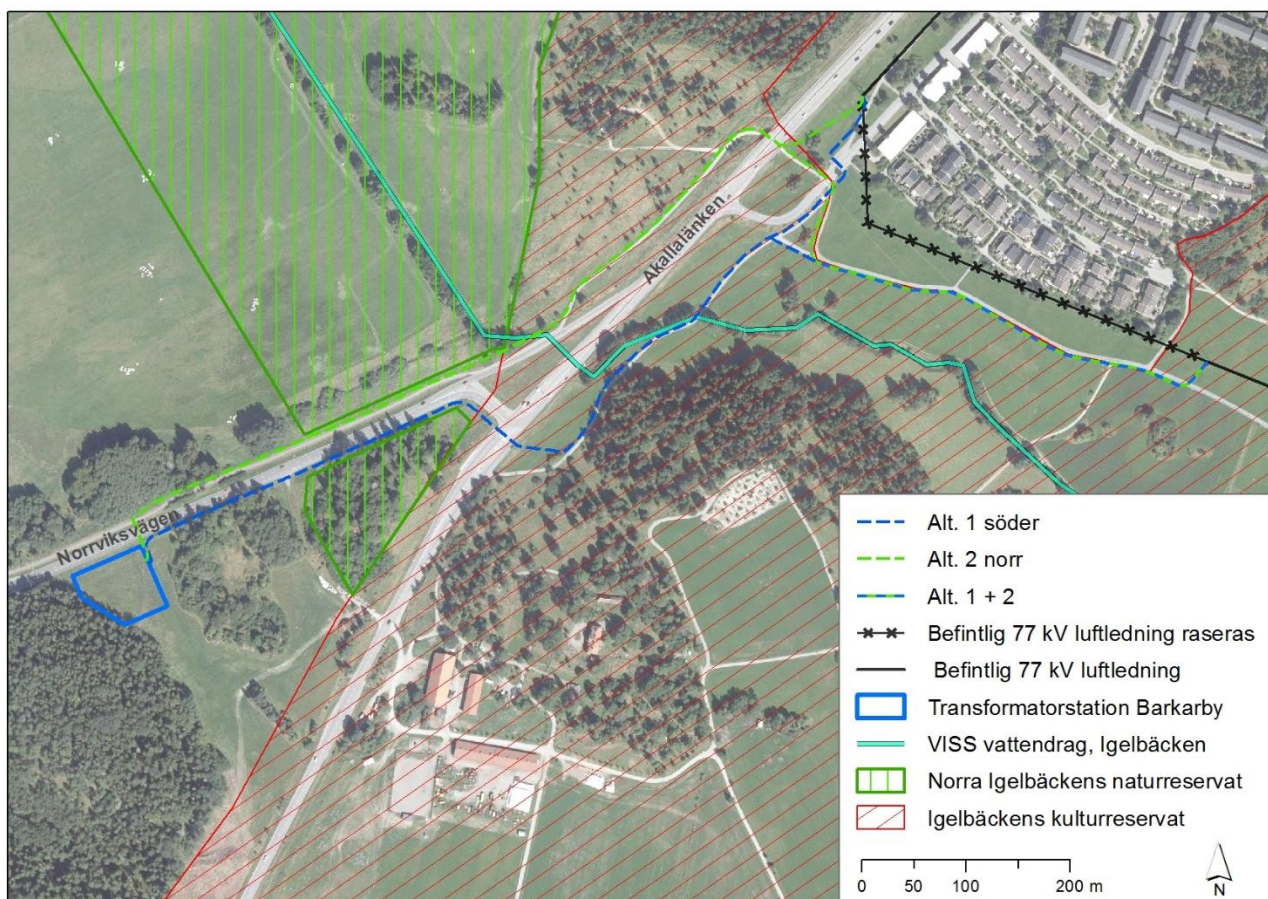 Akallalänken
Norrviksvägen
Alt. 1 söder
Alt. 2 norr
Alt. 1 + 2
Befintlig 77 kV luftledning raseras
Befintlig 77 kV luftledning
Transformatorstation Barkarby
VISS vattendrag, Igelbäcken
Norra Igelbäckens naturreservat
Igelbäckens kulturreservat
0 50 100 200 m
N